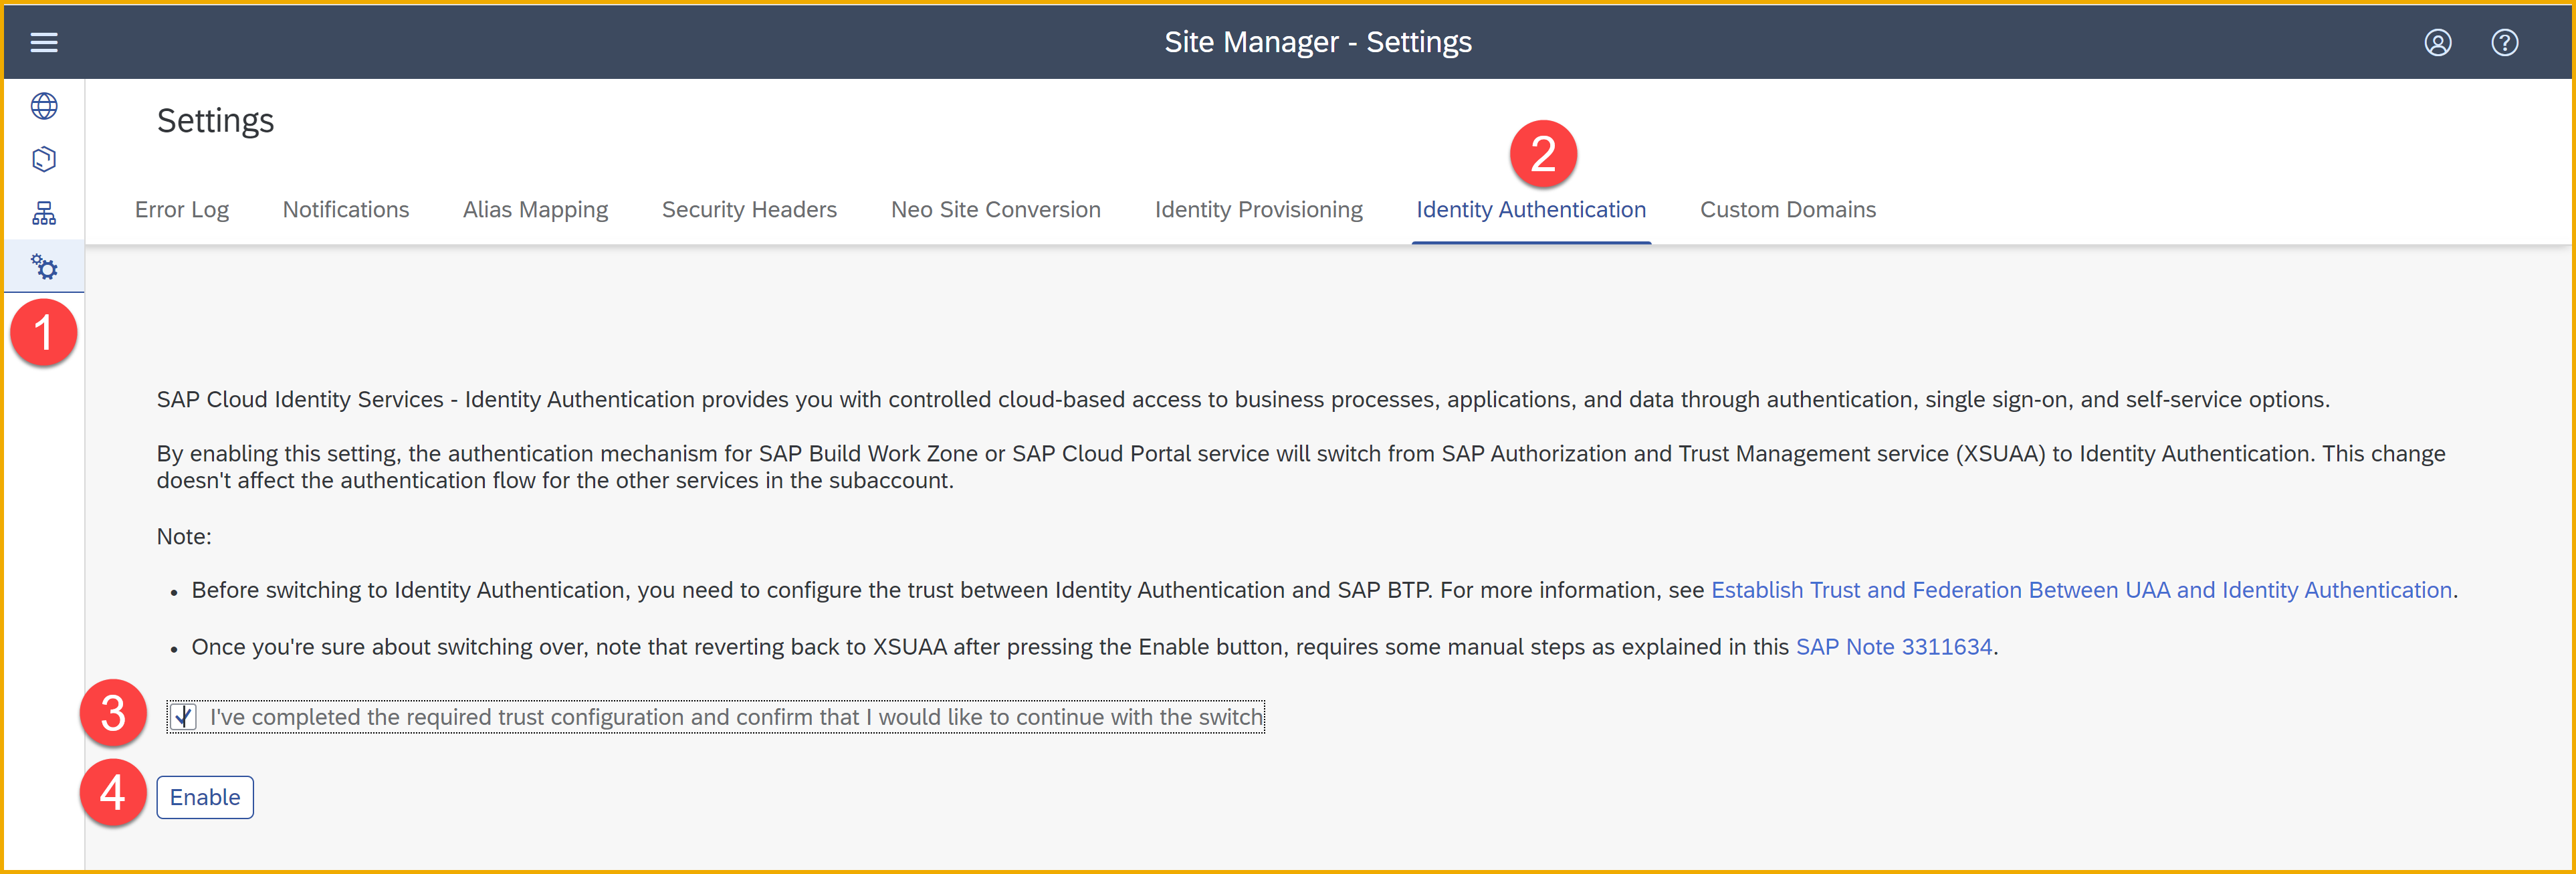 Site Manager - Settings
Settings
2
Error Log Notifications Alias Mapping Security Headers Neo Site Conversion Identity Provisioning Identity Authentication Custom Domains
1
SAP Cloud Identity Services - Identity Authentication provides you with controlled cloud-based access to business processes, applications, and data through authentication, single sign-on, and self-service options.
By enabling this setting, the authentication mechanism for SAP Build Work Zone or SAP Cloud Portal service will switch from SAP Authorization and Trust Management service (XSUAA) to Identity Authentication. This change
doesn't affect the authentication flow for the other services in the subaccount.
Note:
• Before switching to Identity Authentication, you need to configure the trust between Identity Authentication and SAP BTP. For more information, see Establish Trust and Federation Between UAA and Identity Authentication.
• Once you're sure about switching over, note that reverting back to XSUAA after pressing the Enable button, requires some manual steps as explained in this SAP Note 3311634.
3 I've completed the required trust configuration and confirm that I would like to continue with the switch
4 Enable